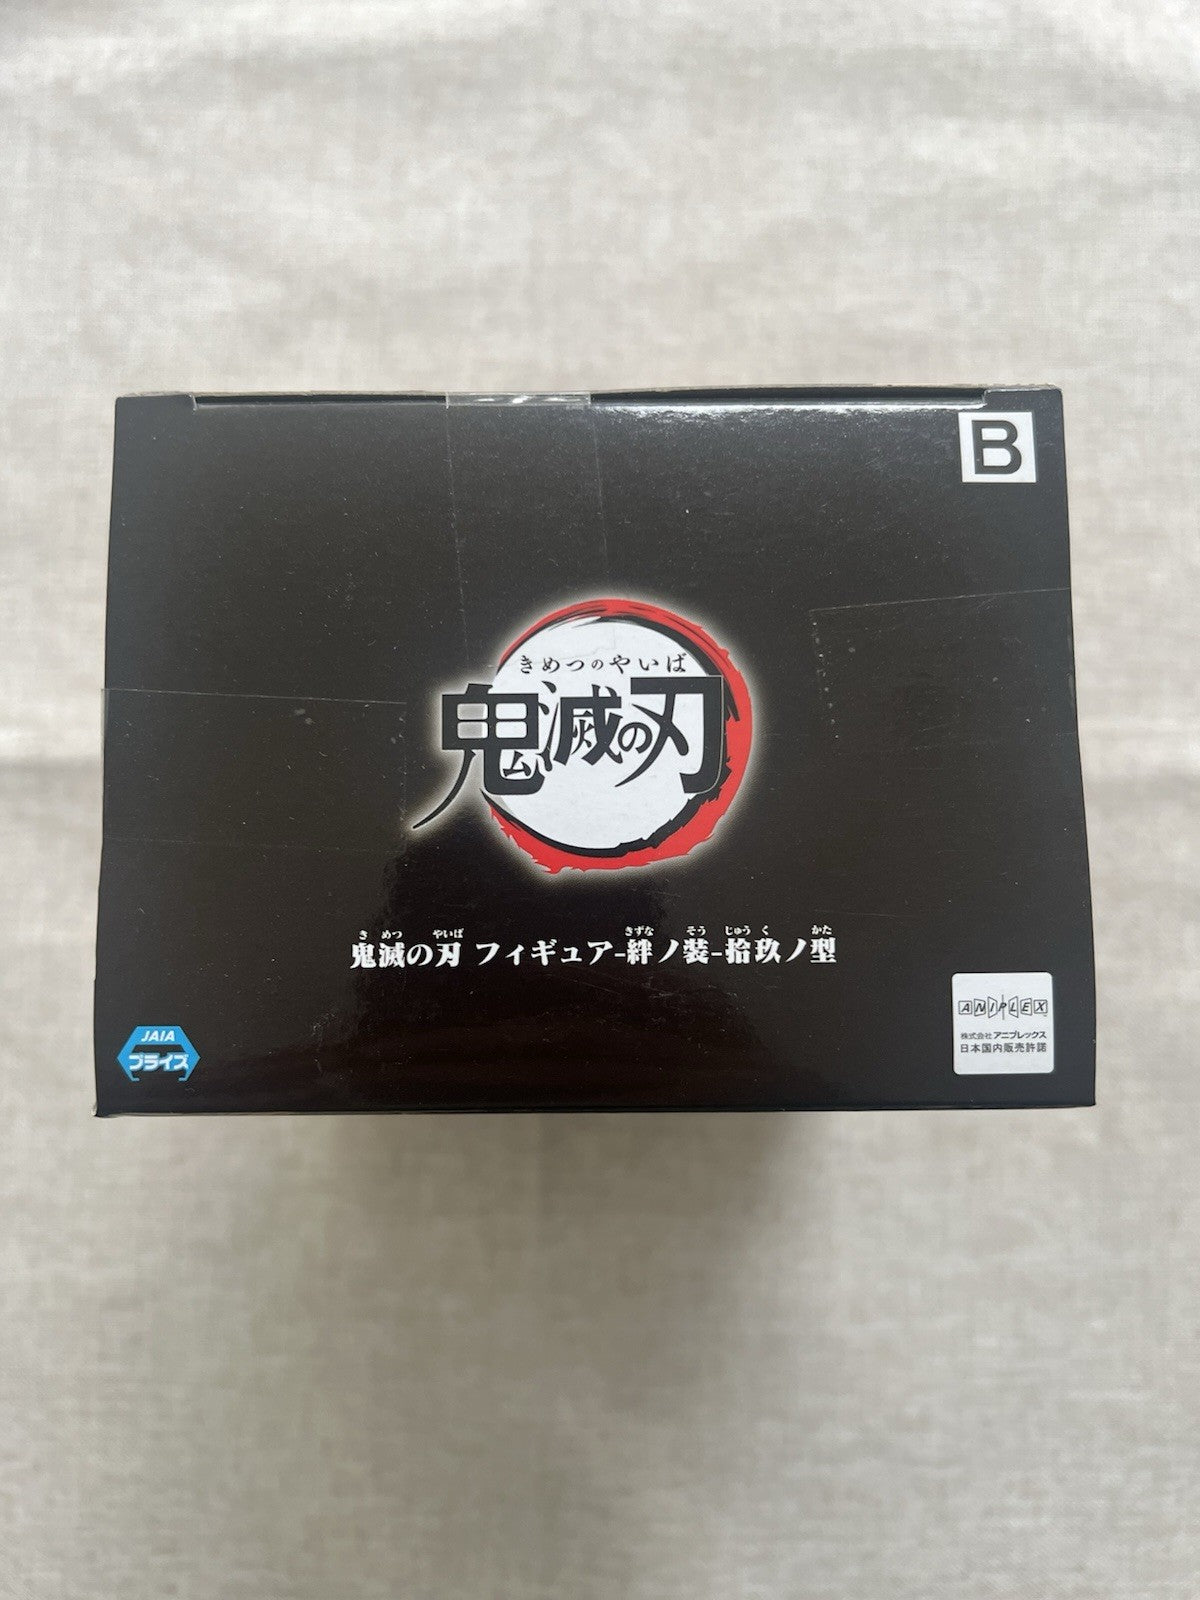 B
きめつのやいば
鬼滅の刃
き めつ やいば きずな そう じゅう く かた
鬼滅の刃 フィギュア-絆ノ装-拾玖ノ型
JAIA
プライズ
ANIPLEX
株式会社アニプレックス
日本国内販売許諾